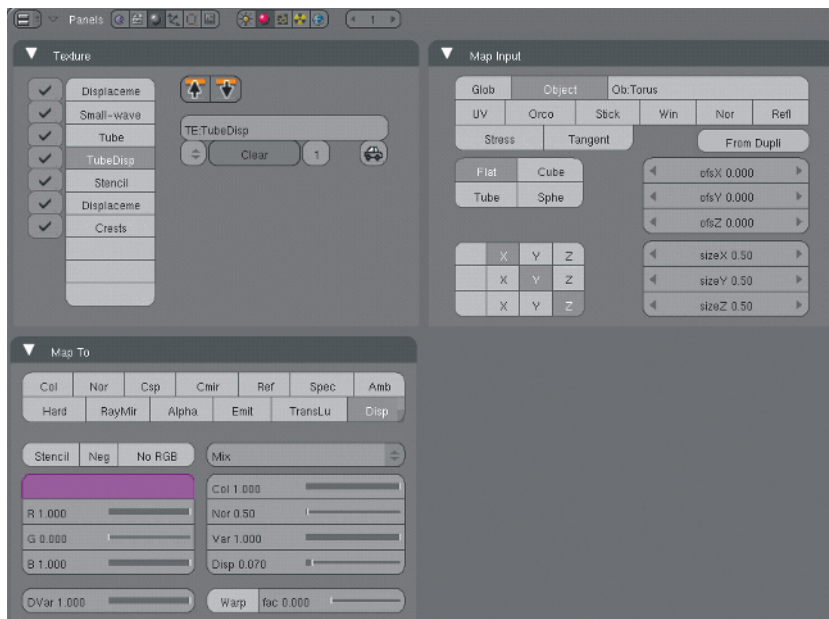 Panels 1
Texture
Displaceme
Small-wave
Tube
TubeDisp
Stencil
Displaceme
Crests
TE:TubeDisp
Clear 1
Map Input
Glob Object Ob:Torus
UV Orco Stick Win Nor Refl
Stress Tangent From Dupli
Flat Cube
Tube Sphe
ofsX 0.000
ofsY 0.000
ofsZ 0.000
X Y Z
X Y Z
X Y Z
sizeX 0.50
sizeY 0.50
sizeZ 0.50
Map To
Col Nor Csp Cmir Ref Spec Amb
Hard RayMir Alpha Emit TransLu Disp
Stencil Neg No RGB
R 1.000
G 0.000
B 1.000
DVar 1.000
Mix
Col 1.000
Nor 0.50
Var 1.000
Disp 0.070
Warp fac 0.000